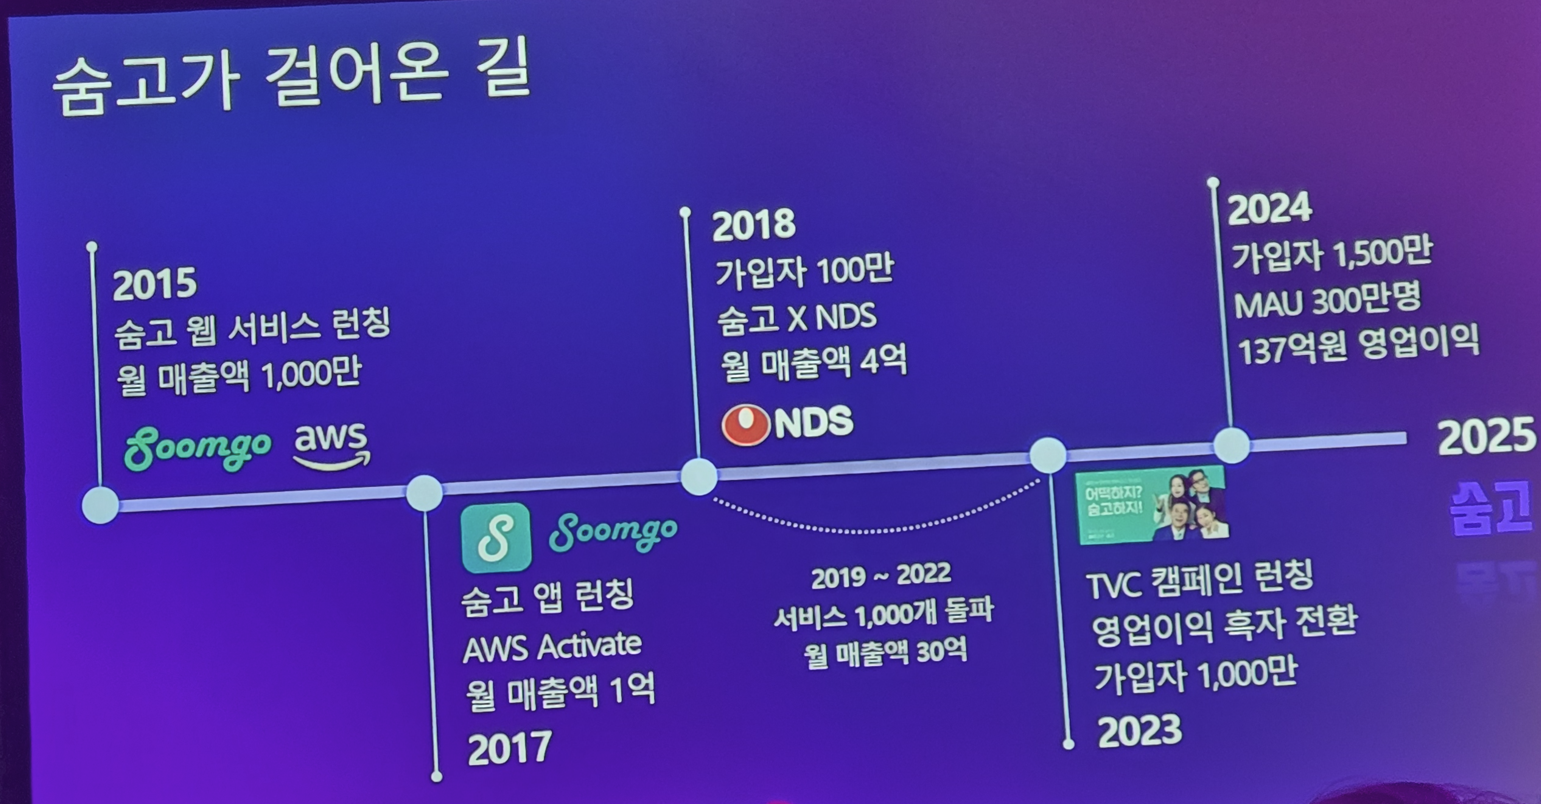 숨고가 걸어온 길
2015
숨고 웹 서비스 런칭
월 매출액 1,000만
Soomgo aws
Soomgo
숨고 앱 런칭
AWS Activate
월 매출액 1억
2017
2018
가입자 100만
숨고 X NDS
월 매출액 4억
NDS
2019 ~ 2022
서비스 1,000개 돌파
월 매출액 30억
어떡하지?
숨고하지!
TVC 캠페인 런칭
영업이익 흑자 전환
가입자 1,000만
2023
2024
가입자 1,500만
MAU 300만명
137억원 영업이익
2025
숨고